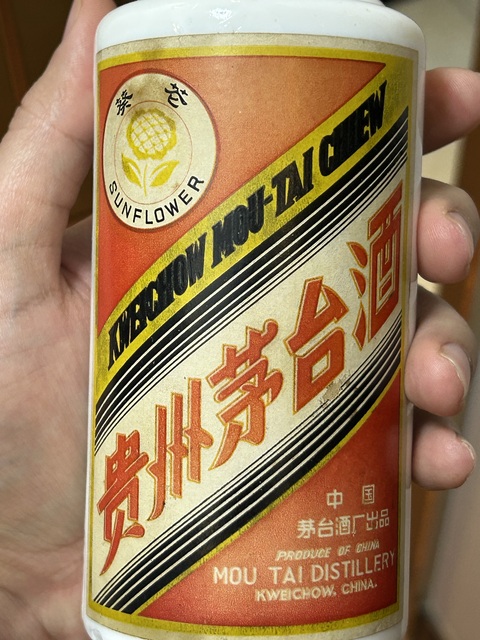 葵花
SUNFLOWER
KWEICHOW MOU-TAI CHIEW
贵州茅台酒
中国
茅台酒厂出品
PRODUCE OF CHINA
MOU TAI DISTILLERY
KWEICHOW, CHINA.